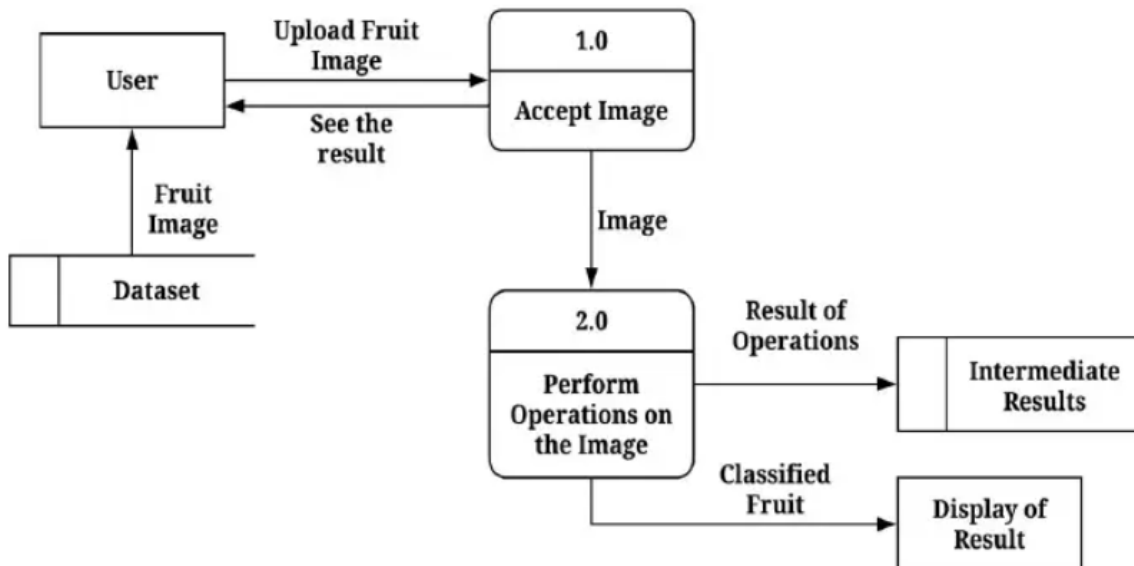 User
Upload Fruit
Image
See the
result
1.0
Accept Image
Fruit
Image
Dataset
Image
2.0
Perform
Operations on
the Image
Result of
Operations
Intermediate
Results
Classified
Fruit
Display of
Result